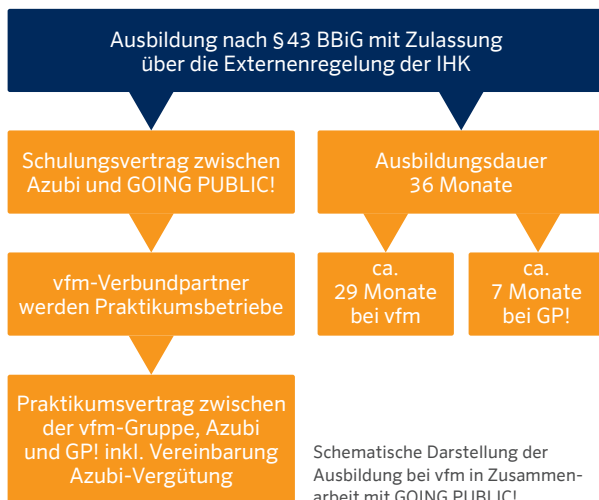 Ausbildung nach § 43 BBiG mit Zulassung
über die Externenregelung der IHK
Schulungsvertrag zwischen
Azubi und GOING PUBLIC!
Ausbildungsdauer
36 Monate
vfm-Verbundpartner
werden Praktikumsbetriebe
ca.
29 Monate
bei vfm
ca.
7 Monate
bei GP!
Praktikumsvertrag zwischen
der vfm-Gruppe, Azubi
und GP! inkl. Vereinbarung
Azubi-Vergütung
Schematische Darstellung der
Ausbildung bei vfm in Zusammen-
arbeit mit GOING PUBLIC!